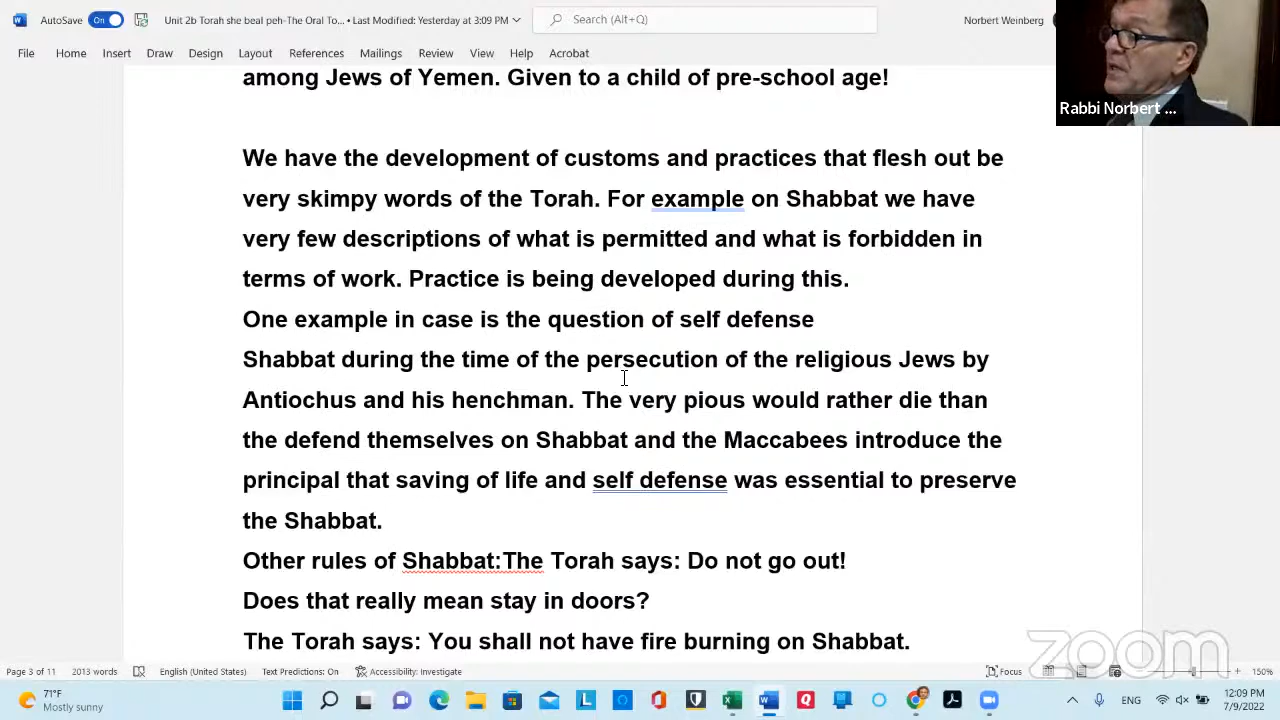 AutoSave On Unit 2b Torah she beal peh-The Oral To... • Last Modified: Yesterday at 3:09 PM Search (Alt+Q) Norbert Weinberg
File Home Insert Draw Design Layout References Mailings Review View Help Acrobat
Rabbi Norbert ...
among Jews of Yemen. Given to a child of pre-school age!
We have the development of customs and practices that flesh out be
very skimpy words of the Torah. For example on Shabbat we have
very few descriptions of what is permitted and what is forbidden in
terms of work. Practice is being developed during this.
One example in case is the question of self defense
Shabbat during the time of the persecution of the religious Jews by
Antiochus and his henchman. The very pious would rather die than
the defend themselves on Shabbat and the Maccabees introduce the
principal that saving of life and self defense was essential to preserve
the Shabbat.
Other rules of Shabbat:The Torah says: Do not go out!
Does that really mean stay in doors?
The Torah says: You shall not have fire burning on Shabbat.
zoom
Page 3 of 11 2013 words English (United States) Text Predictions: On Accessibility: Investigate Focus 150%
71°F
Mostly sunny
ENG
12:09 PM
7/9/2022